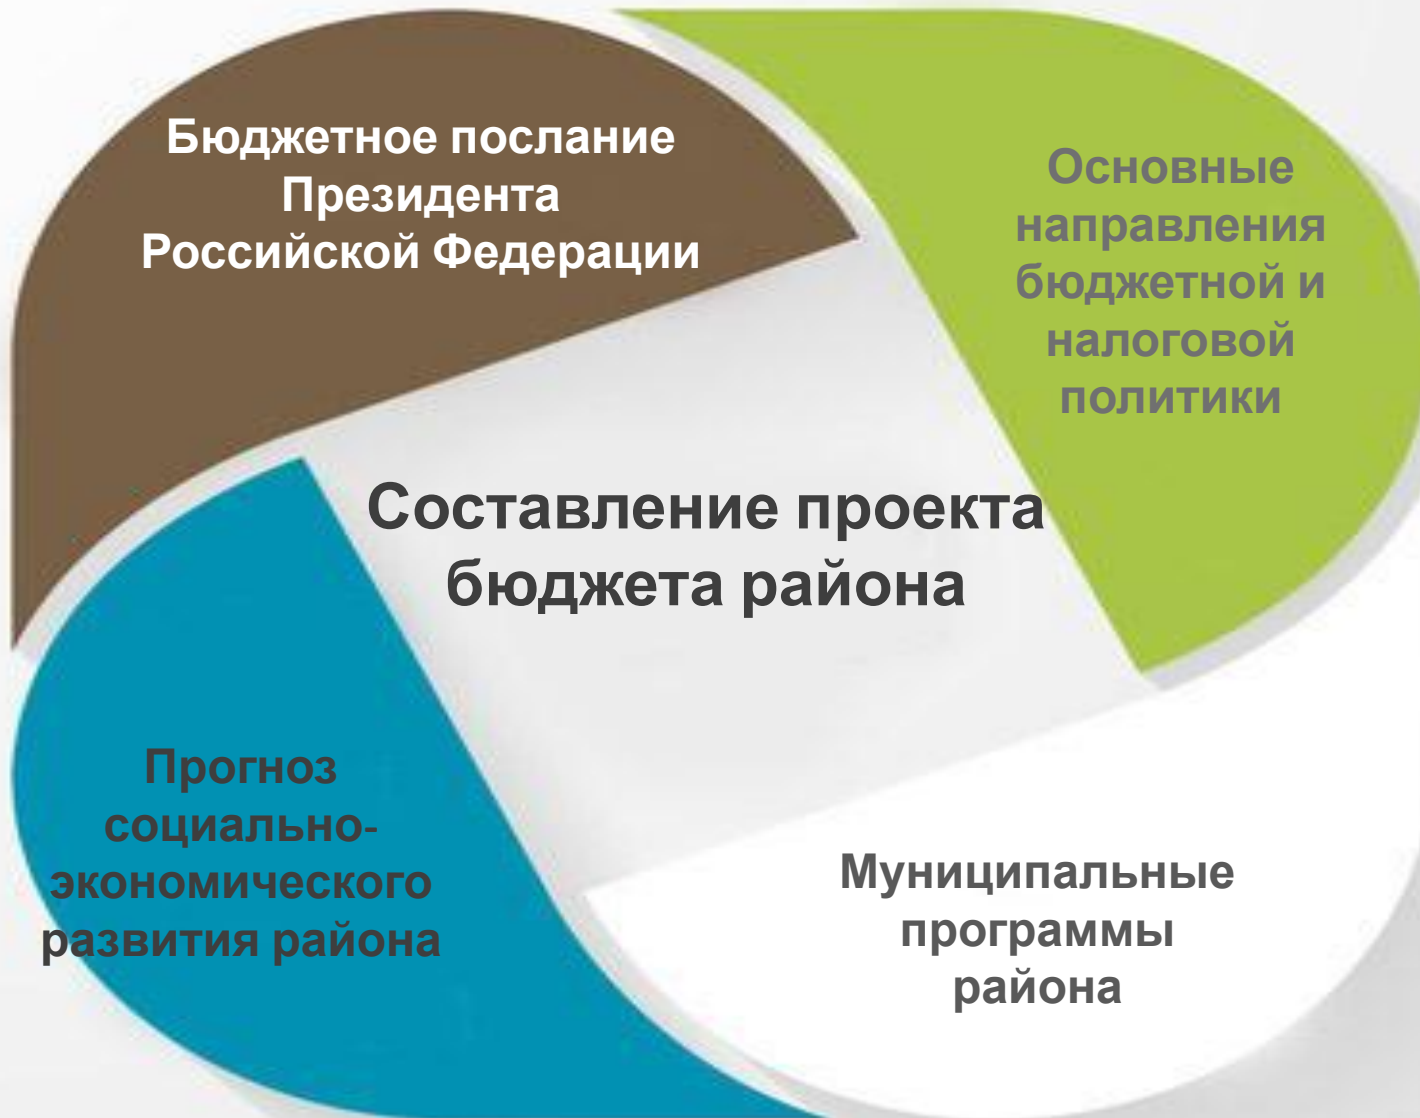 Бюджетное послание
Президента
Российской Федерации
Основные
направления
бюджетной и
налоговой
политики
Составление проекта
бюджета района
Прогноз
социально-
экономического
развития района
Муниципальные
программы
района